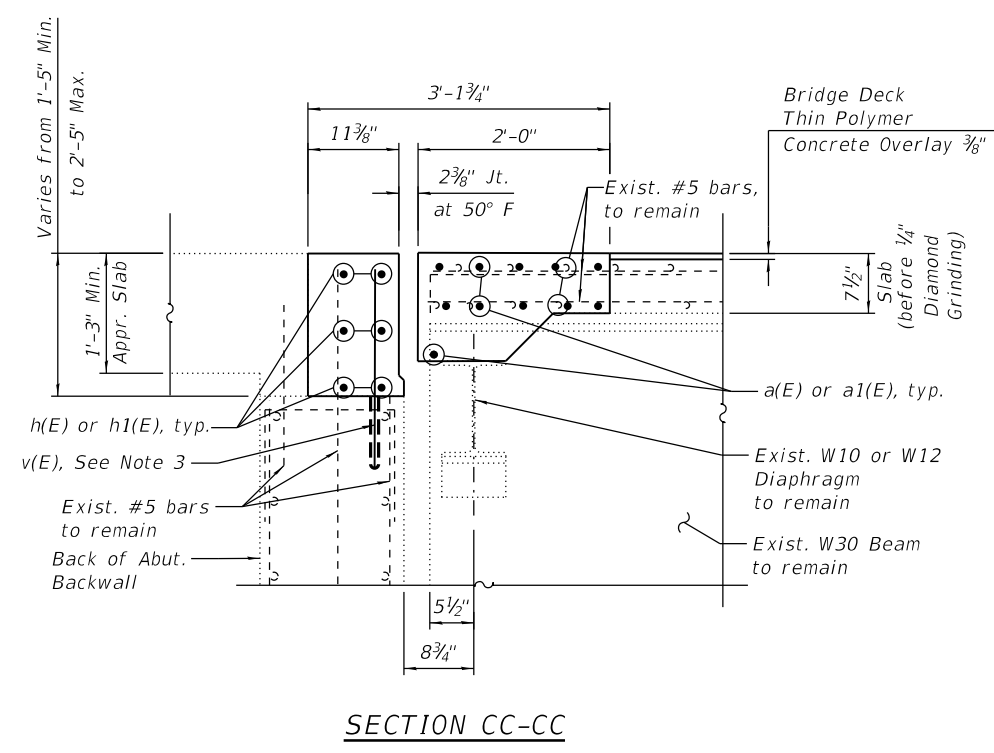 Varies from 1'-5" Min.
to 2'-5" Max.
3'-1¾"
11⅜"
2'-0"
2⅜" Jt.
at 50° F
Exist. #5 bars,
to remain
Bridge Deck
Thin Polymer
Concrete Overlay ⅜"
1'-3" Min.
Appr. Slab
7½"
Slab
(before ¼"
Diamond
Grinding)
h(E) or h1(E), typ.
v(E), See Note 3
Exist. #5 bars
to remain
Back of Abut.
Backwall
a(E) or a1(E), typ.
Exist. W10 or W12
Diaphragm
to remain
Exist. W30 Beam
to remain
5½"
8¾"
SECTION CC-CC